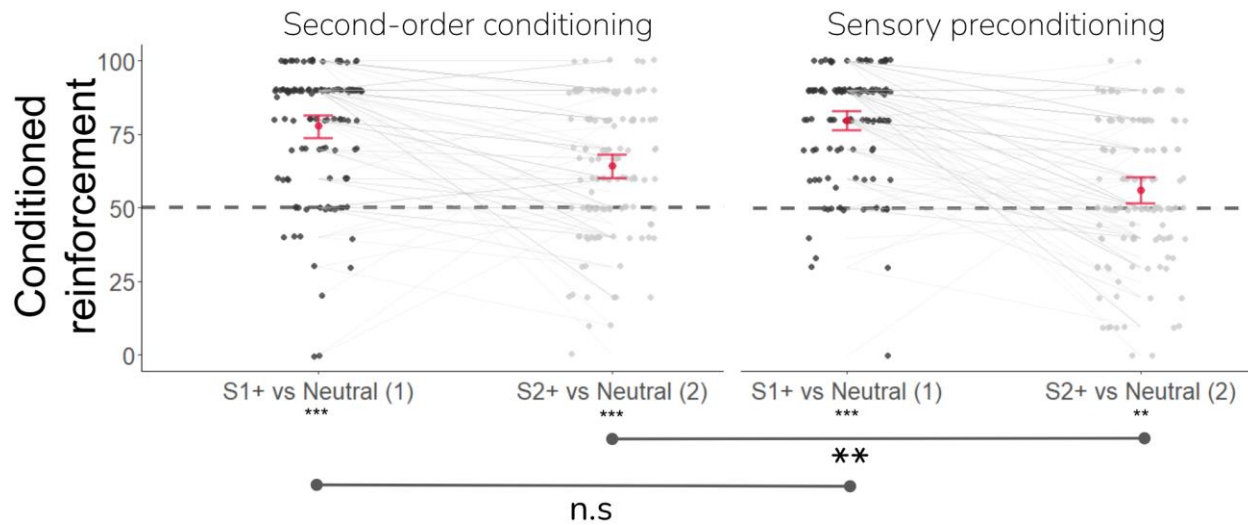 Second-order conditioning
Sensory preconditioning
Conditioned
reinforcement
100
75
50
25
0
S1+ vs Neutral (1)
S2+ vs Neutral (2)
S1+ vs Neutral (1)
S2+ vs Neutral (2)
***
***
***
**
**
n.s